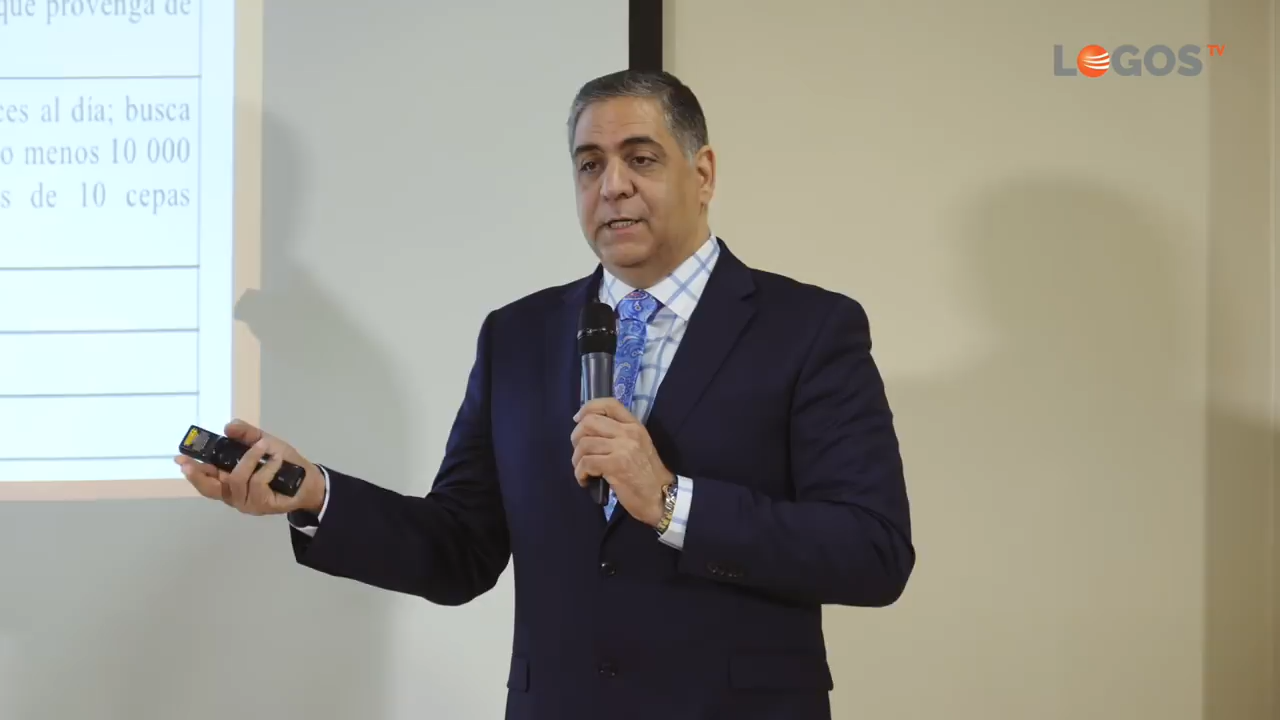 que provenga de
ces al día; busca
o menos 10 000
s de 10 cepas
LOGOS TV